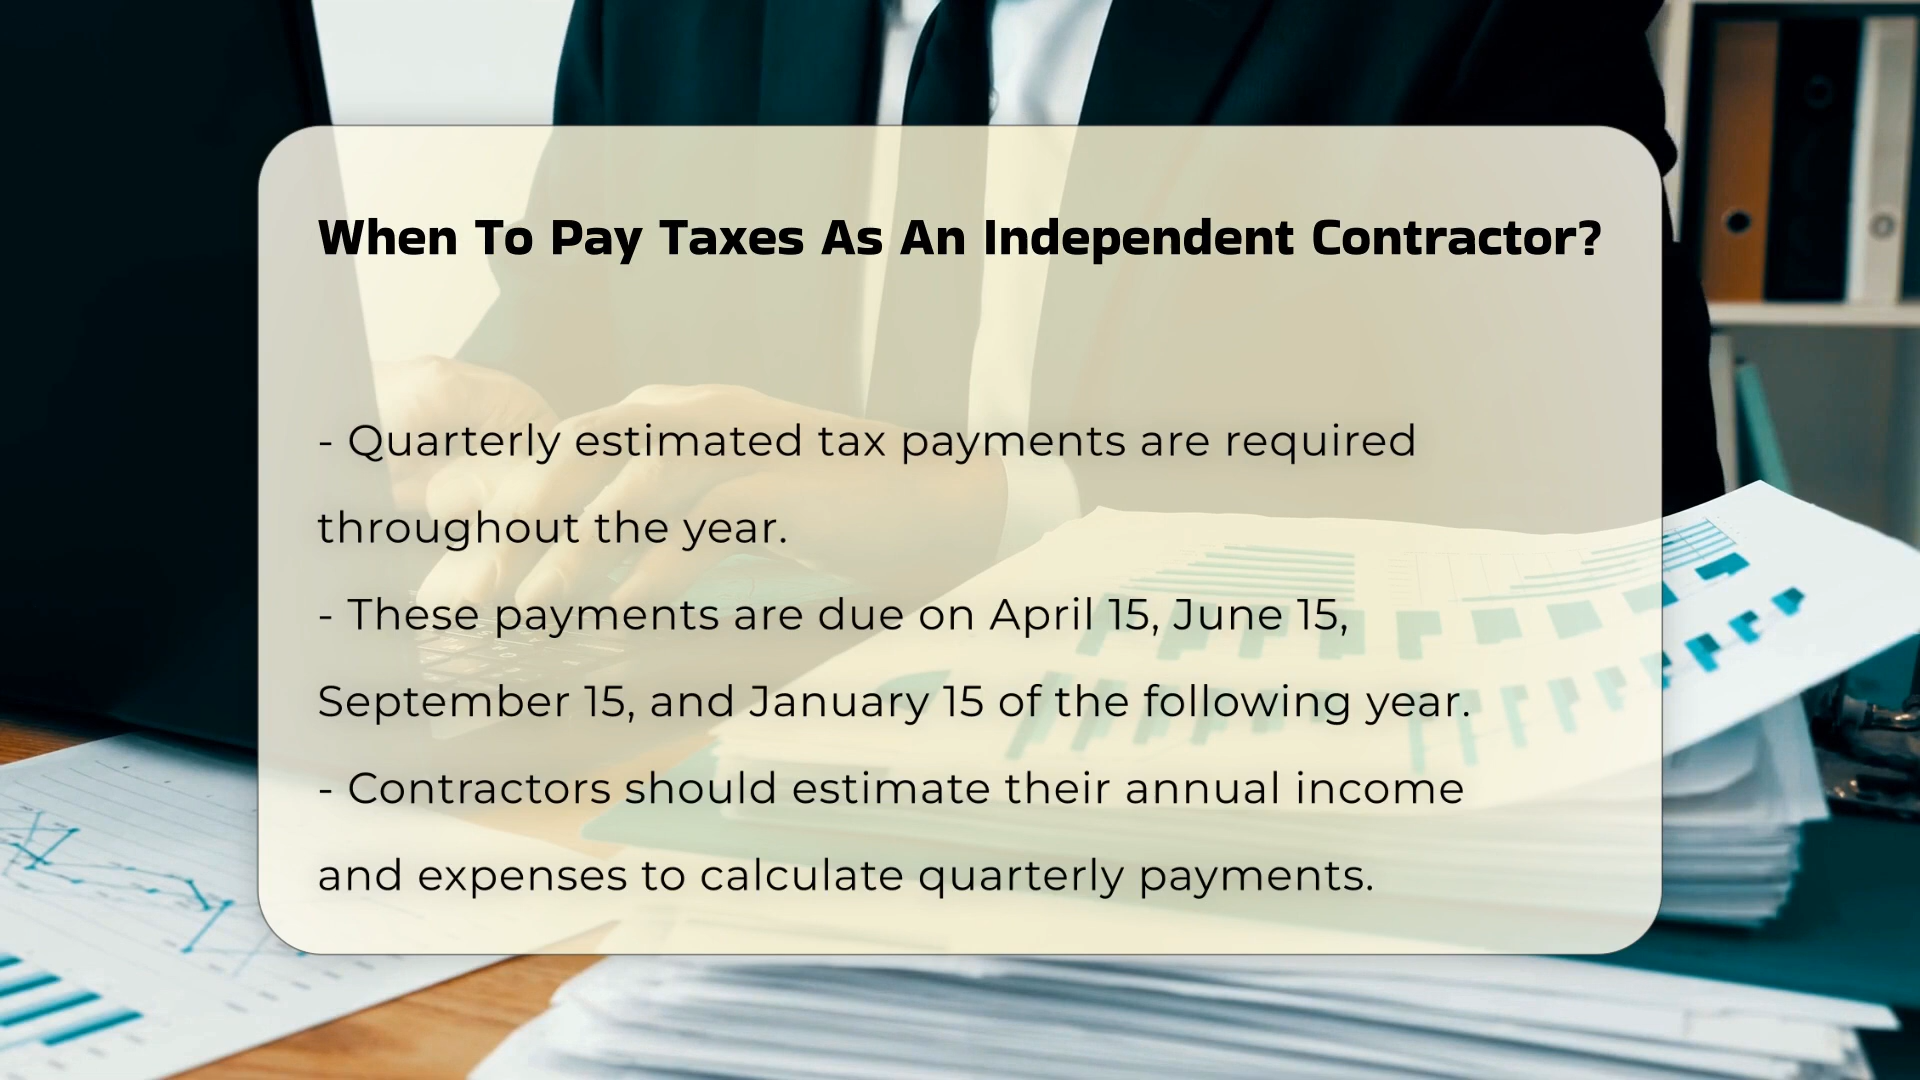 When To Pay Taxes As An Independent Contractor?
- Quarterly estimated tax payments are required
throughout the year.
- These payments are due on April 15, June 15,
September 15, and January 15 of the following year.
- Contractors should estimate their annual income
and expenses to calculate quarterly payments.